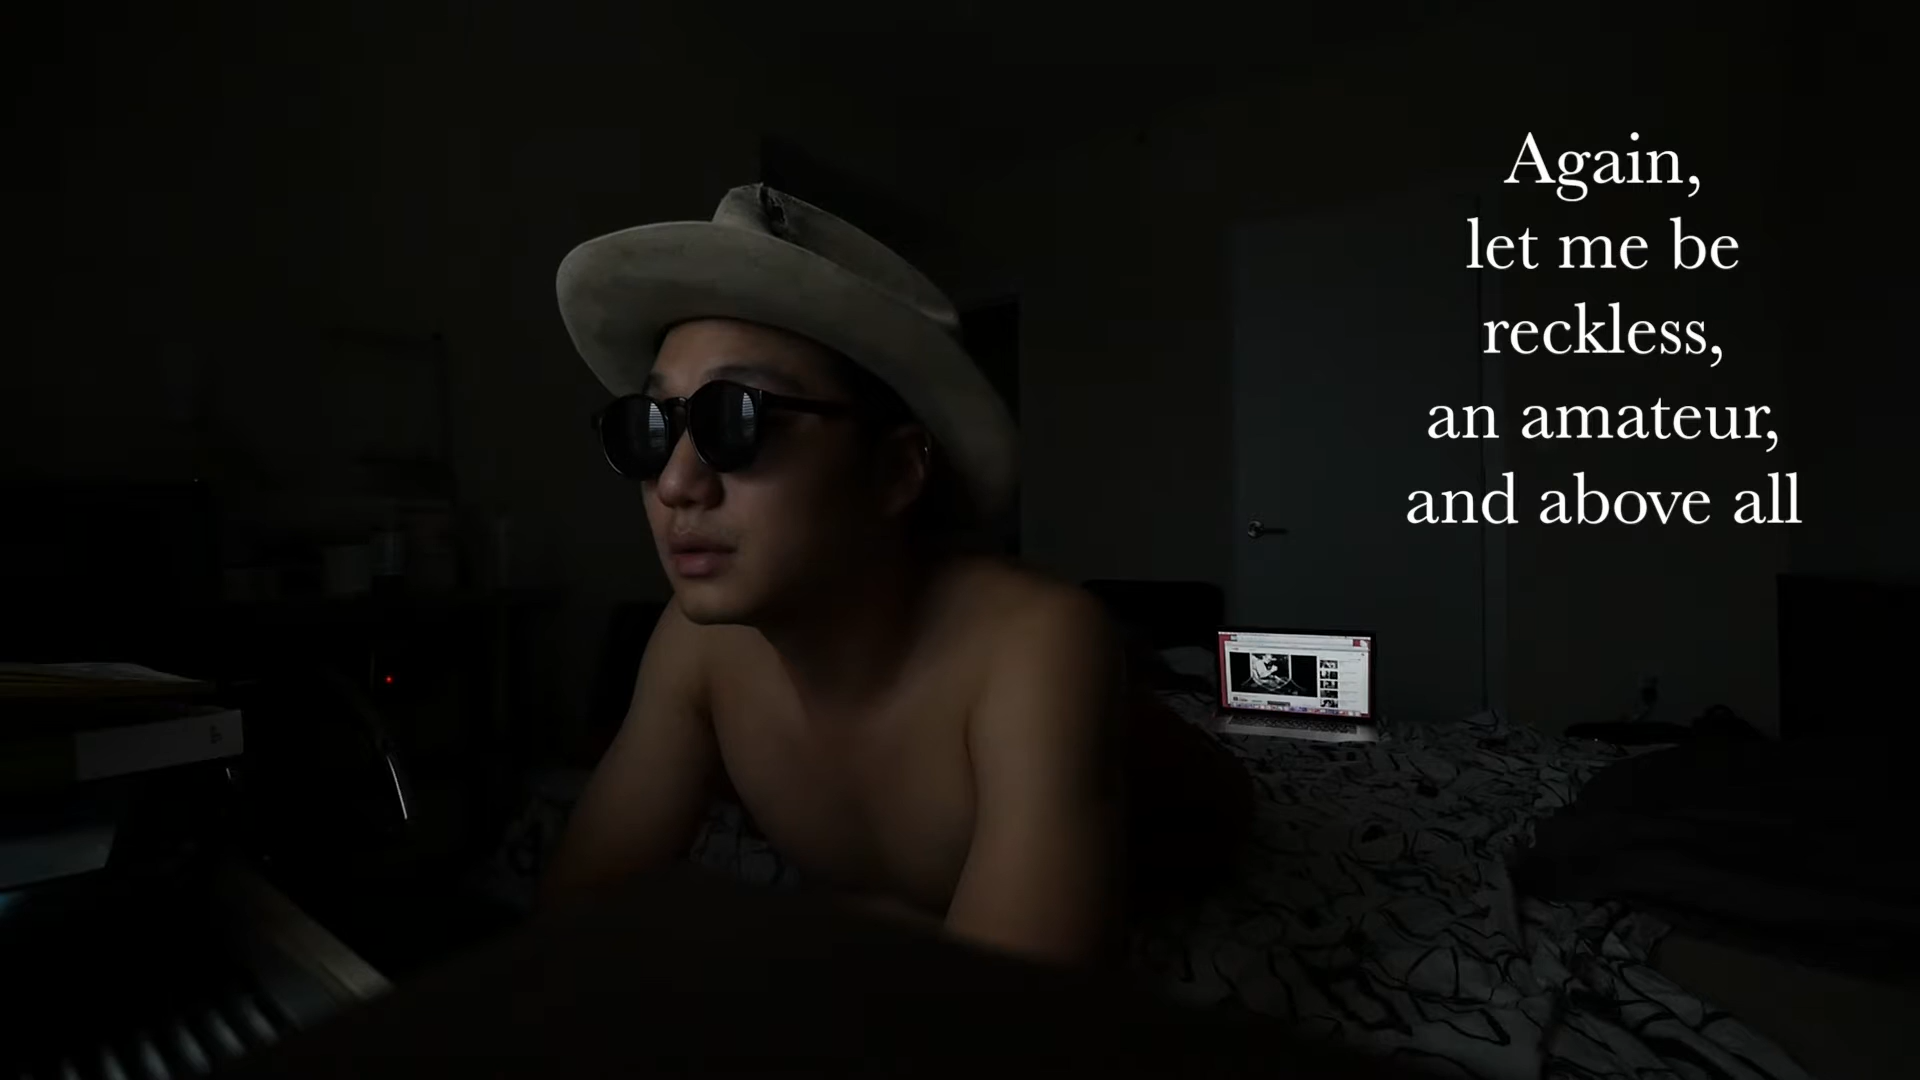 Again,
let me be
reckless,
an amateur,
and above all